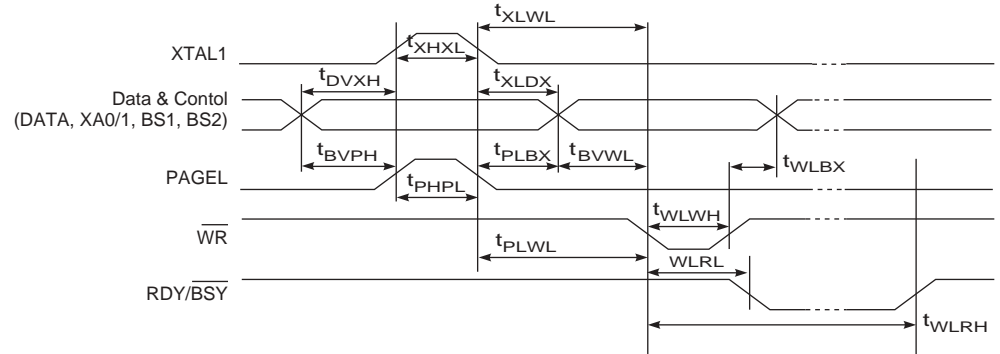 tXLWL
XTAL1
tXHXL
tDVXH
tXLDX
Data & Contol
(DATA, XA0/1, BS1, BS2)
tBVPH
tPLBX
tBVWL
tWLBX
PAGEL
tPHPL
WR
tWLWH
tPLWL
WLRL
RDY/BSY
tWLRH